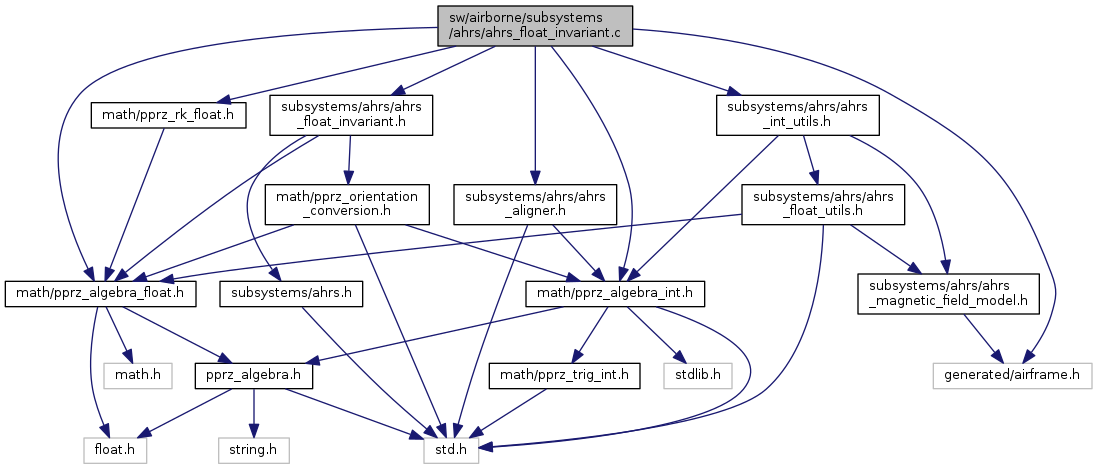 sw/airborne/subsystems
/ahrs/ahrs_float_invariant.c
math/pprz_rk_float.h
subsystems/ahrs/ahrs
_float_invariant.h
subsystems/ahrs/ahrs
_int_utils.h
math/pprz_orientation
_conversion.h
subsystems/ahrs/ahrs
_aligner.h
subsystems/ahrs/ahrs
_float_utils.h
math/pprz_algebra_float.h
subsystems/ahrs.h
math/pprz_algebra_int.h
subsystems/ahrs/ahrs
_magnetic_field_model.h
math.h
pprz_algebra.h
math/pprz_trig_int.h
stdlib.h
generated/airframe.h
float.h
string.h
std.h